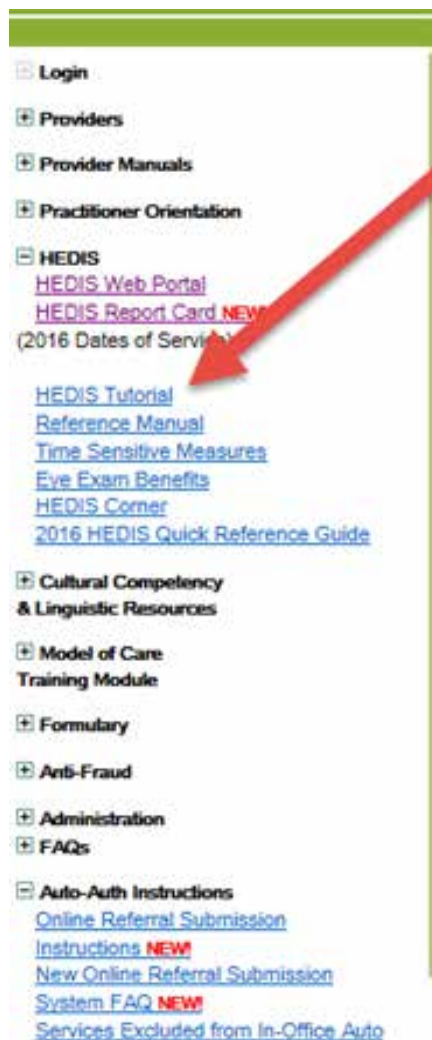 Login
Providers
Provider Manuals
Practitioner Orientation
HEDIS
HEDIS Web Portal
HEDIS Report Card NEW!
(2016 Dates of Service)
HEDIS Tutorial
Reference Manual
Time Sensitive Measures
Eye Exam Benefits
HEDIS Corner
2016 HEDIS Quick Reference Guide
Cultural Competency
& Linguistic Resources
Model of Care
Training Module
Formulary
Anti-Fraud
Administration
FAQs
Auto-Auth Instructions
Online Referral Submission
Instructions NEW!
New Online Referral Submission
System FAQ NEW!
Services Excluded from In-Office Auto